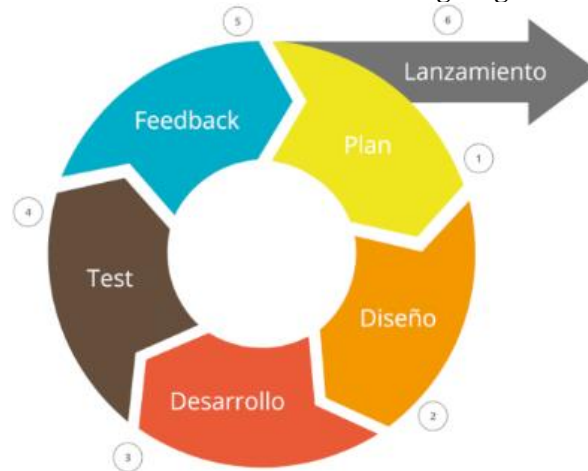 5
6
Lanzamiento
Feedback
Plan
1
4
Test
Diseño
2
Desarrollo
3